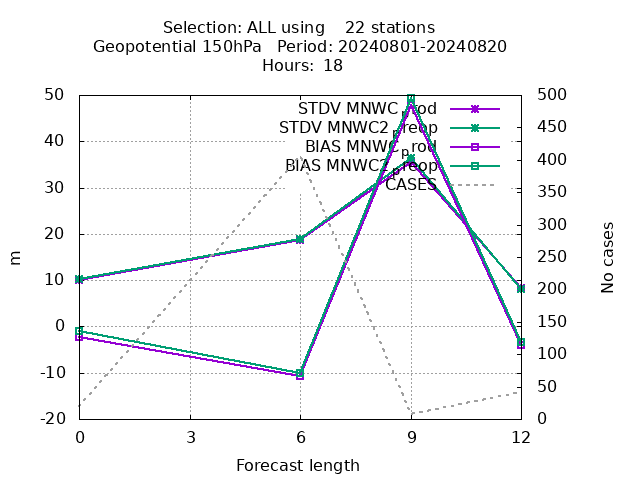 Selection: ALL using 22 stations
Geopotential 150hPa Period: 20240801-20240820
Hours: 18
STDV MNWC_prod
STDV MNWC2_preop
BIAS MNWC_prod
BIAS MNWC2_preop
CASES
50
40
30
20
10
0
-10
-20
m
500
450
400
350
300
250
200
150
100
50
0
No cases
0 3 6 9 12
Forecast length